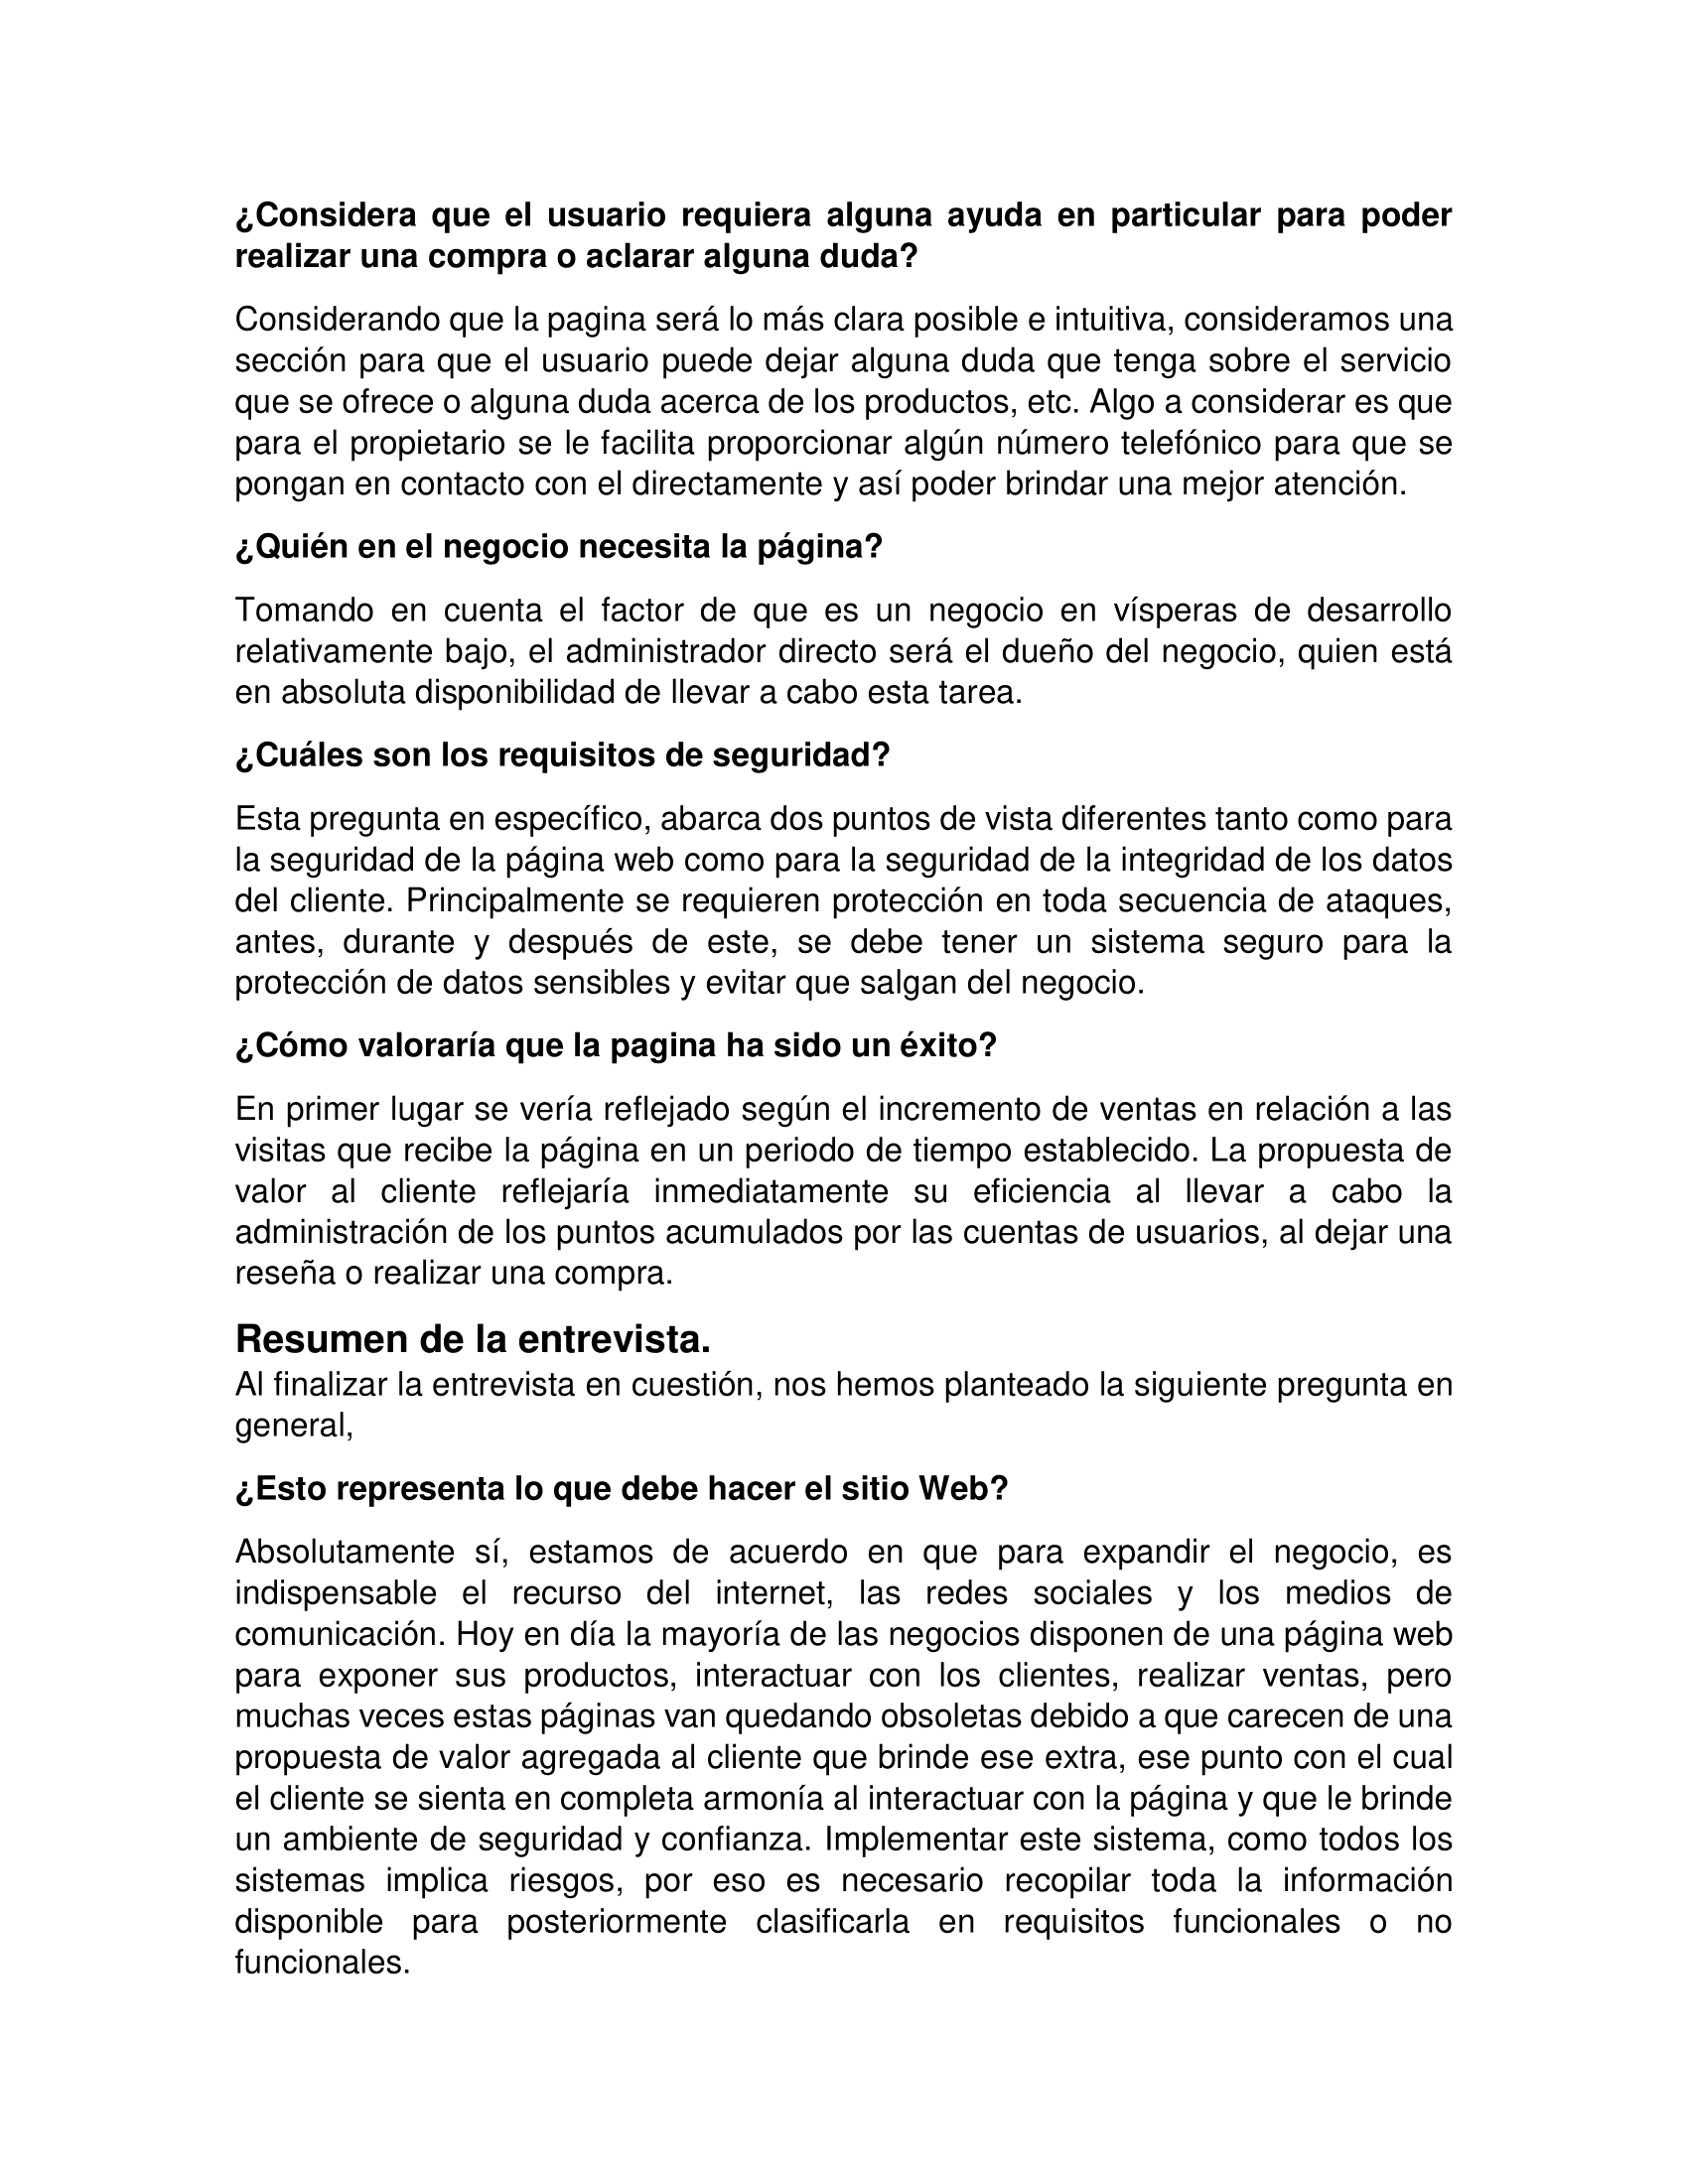 ¿Considera que el usuario requiera alguna ayuda en particular para poder
realizar una compra o aclarar alguna duda?
Considerando que la pagina será lo más clara posible e intuitiva, consideramos una
sección para que el usuario puede dejar alguna duda que tenga sobre el servicio
que se ofrece o alguna duda acerca de los productos, etc. Algo a considerar es que
para el propietario se le facilita proporcionar algún número telefónico para que se
pongan en contacto con el directamente y así poder brindar una mejor atención.
¿Quién en el negocio necesita la página?
Tomando en cuenta el factor de que es un negocio en vísperas de desarrollo
relativamente bajo, el administrador directo será el dueño del negocio, quien está
en absoluta disponibilidad de llevar a cabo esta tarea.
¿Cuáles son los requisitos de seguridad?
Esta pregunta en específico, abarca dos puntos de vista diferentes tanto como para
la seguridad de la página web como para la seguridad de la integridad de los datos
del cliente. Principalmente se requieren protección en toda secuencia de ataques,
antes, durante y después de este, se debe tener un sistema seguro para la
protección de datos sensibles y evitar que salgan del negocio.
¿Cómo valoraría que la pagina ha sido un éxito?
En primer lugar se vería reflejado según el incremento de ventas en relación a las
visitas que recibe la página en un periodo de tiempo establecido. La propuesta de
valor al cliente reflejaría inmediatamente su eficiencia al llevar a cabo la
administración de los puntos acumulados por las cuentas de usuarios, al dejar una
reseña o realizar una compra.
Resumen de la entrevista.
Al finalizar la entrevista en cuestión, nos hemos planteado la siguiente pregunta en
general,
¿Esto representa lo que debe hacer el sitio Web?
Absolutamente sí, estamos de acuerdo en que para expandir el negocio, es
indispensable el recurso del internet, las redes sociales y los medios de
comunicación. Hoy en día la mayoría de las negocios disponen de una página web
para exponer sus productos, interactuar con los clientes, realizar ventas, pero
muchas veces estas páginas van quedando obsoletas debido a que carecen de una
propuesta de valor agregada al cliente que brinde ese extra, ese punto con el cual
el cliente se sienta en completa armonía al interactuar con la página y que le brinde
un ambiente de seguridad y confianza. Implementar este sistema, como todos los
sistemas implica riesgos, por eso es necesario recopilar toda la información
disponible para posteriormente clasificarla en requisitos funcionales o no
funcionales.